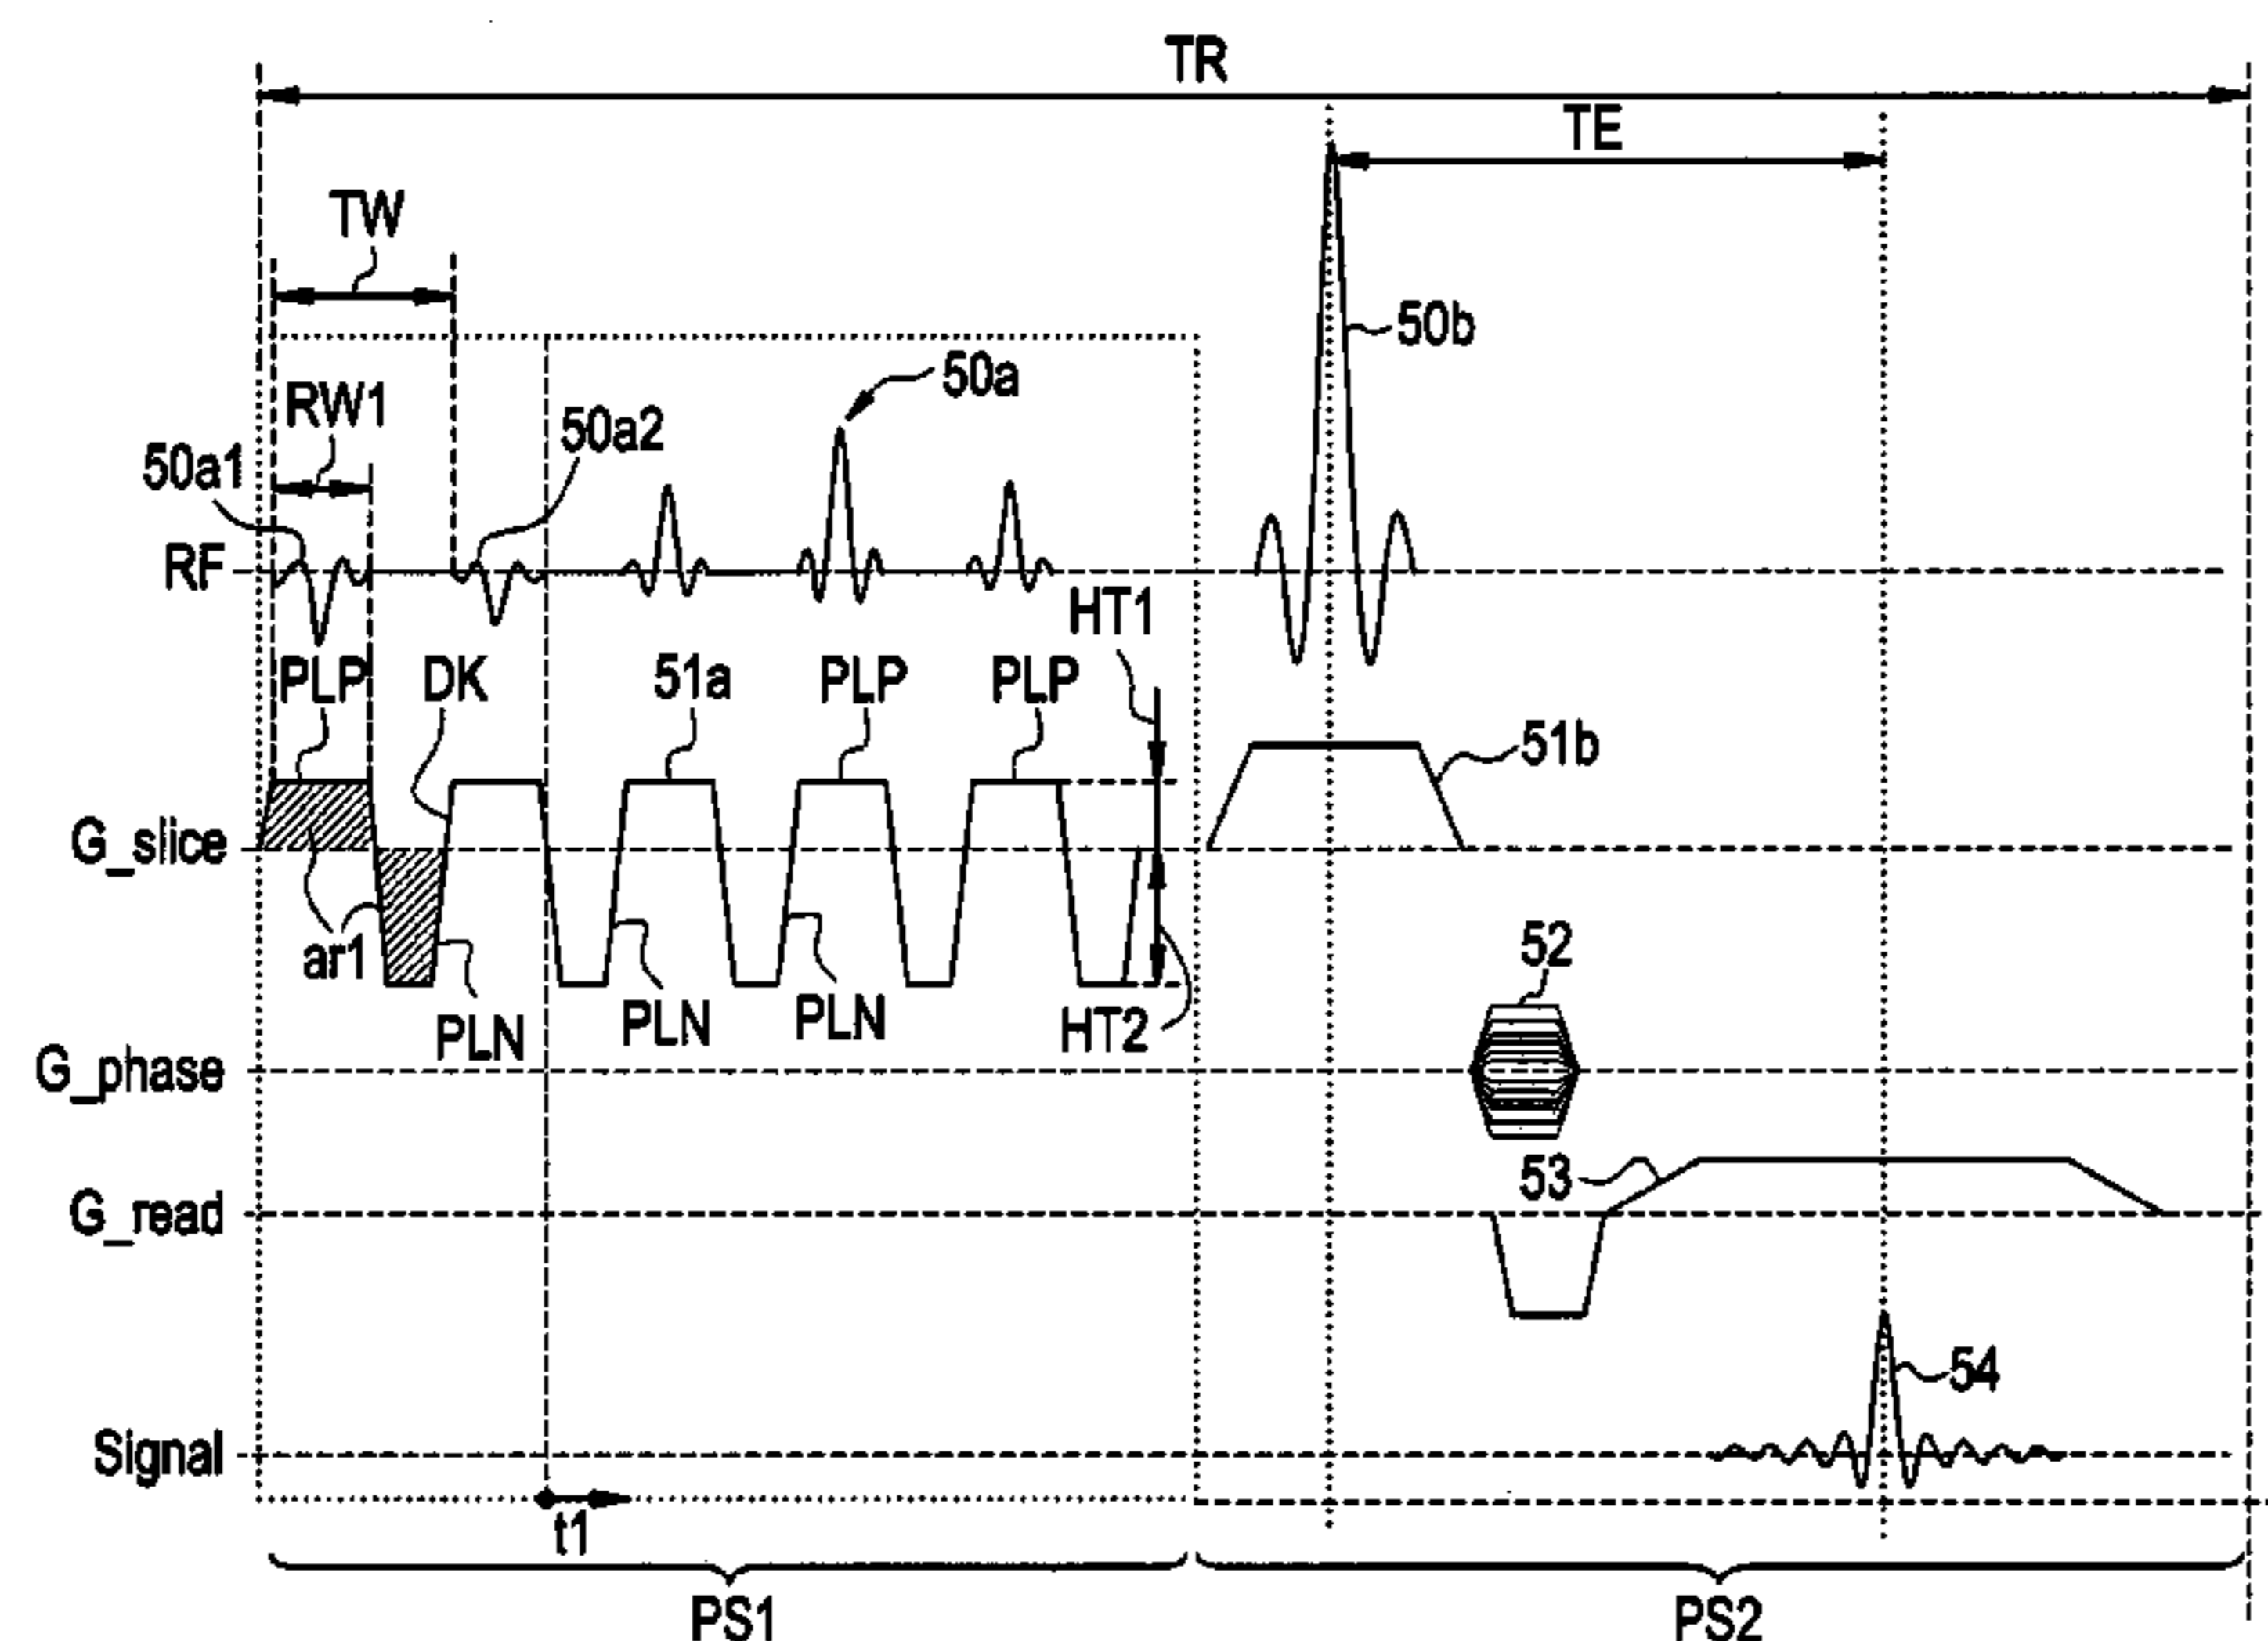 TR
TE
TW
50b
RW1
50a
50a2
50a1
RF
HT1
PLP
DK
51a
PLP
PLP
51b
G_slice
ar1
52
PLN
PLN
PLN
HT2
G_phase
53
G_read
54
Signal
t1
PS1
PS2